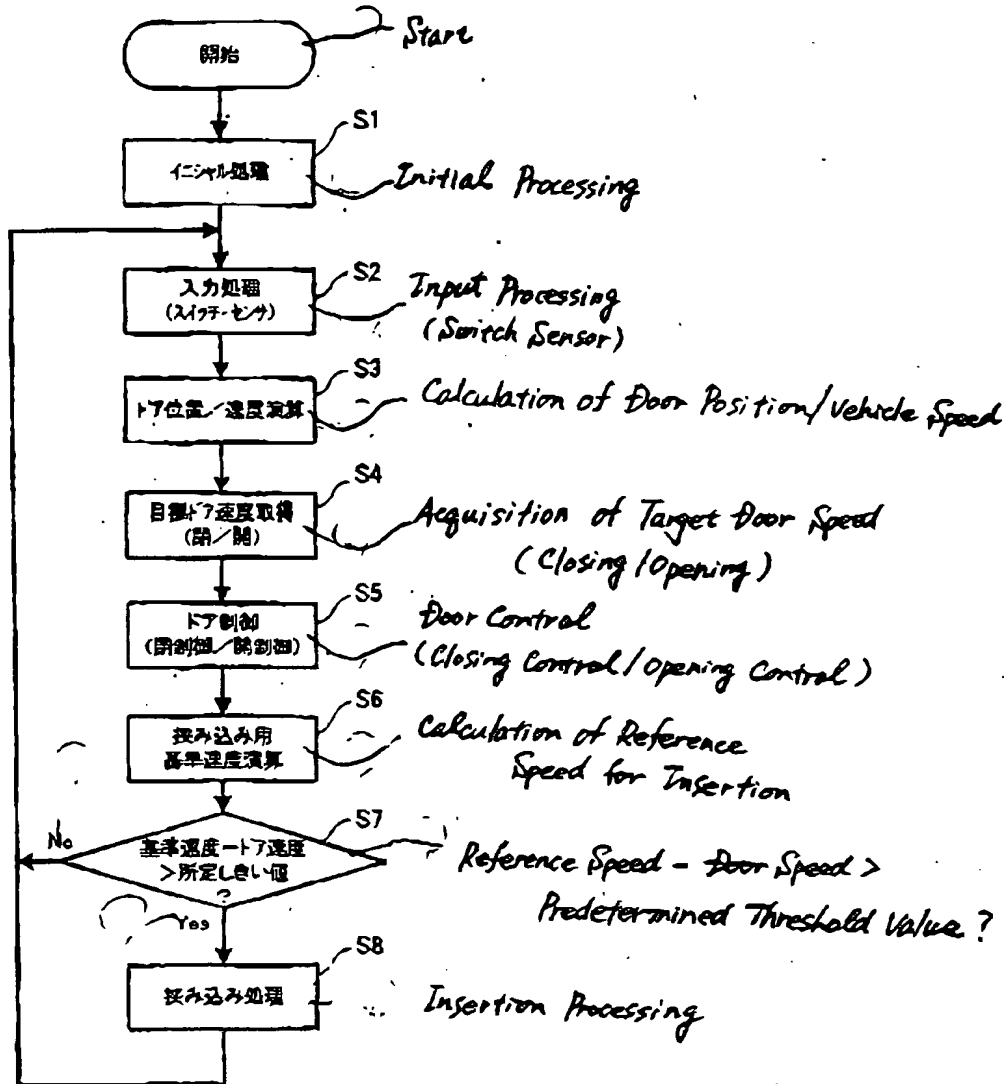 開始
Start
S1
イニシャル処理
Initial Processing
S2
入力処理
(スイッチ・センサ)
Input Processing
(Switch Sensor)
S3
ドア位置/速度演算
Calculation of Door Position/Vehicle Speed
S4
目標ドア速度取得
(閉/開)
Acquisition of Target Door Speed
(Closing/Opening)
S5
ドア制御
(閉制御/開制御)
Door Control
(Closing Control/Opening Control)
S6
挟み込み用
基準速度演算
Calculation of Reference
Speed for Insertion
S7
No
基準速度ードア速度
>所定しきい値
?
Yes
Reference Speed - Door Speed >
Predetermined Threshold Value?
S8
挟み込み処理
Insertion Processing